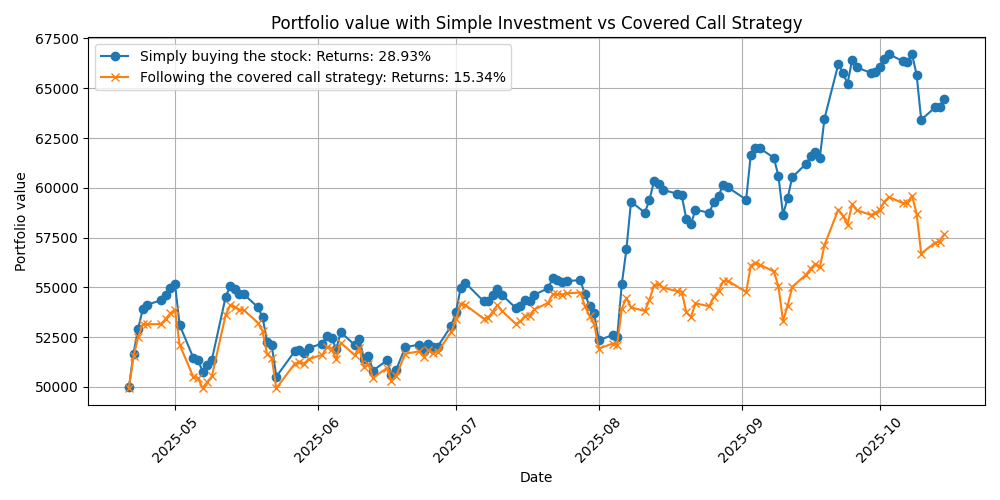 Portfolio value with Simple Investment vs Covered Call Strategy
Simply buying the stock: Returns: 28.93%
Following the covered call strategy: Returns: 15.34%
Portfolio value
67500
65000
62500
60000
57500
55000
52500
50000
2025-05
2025-06
2025-07
2025-08
2025-09
2025-10
Date